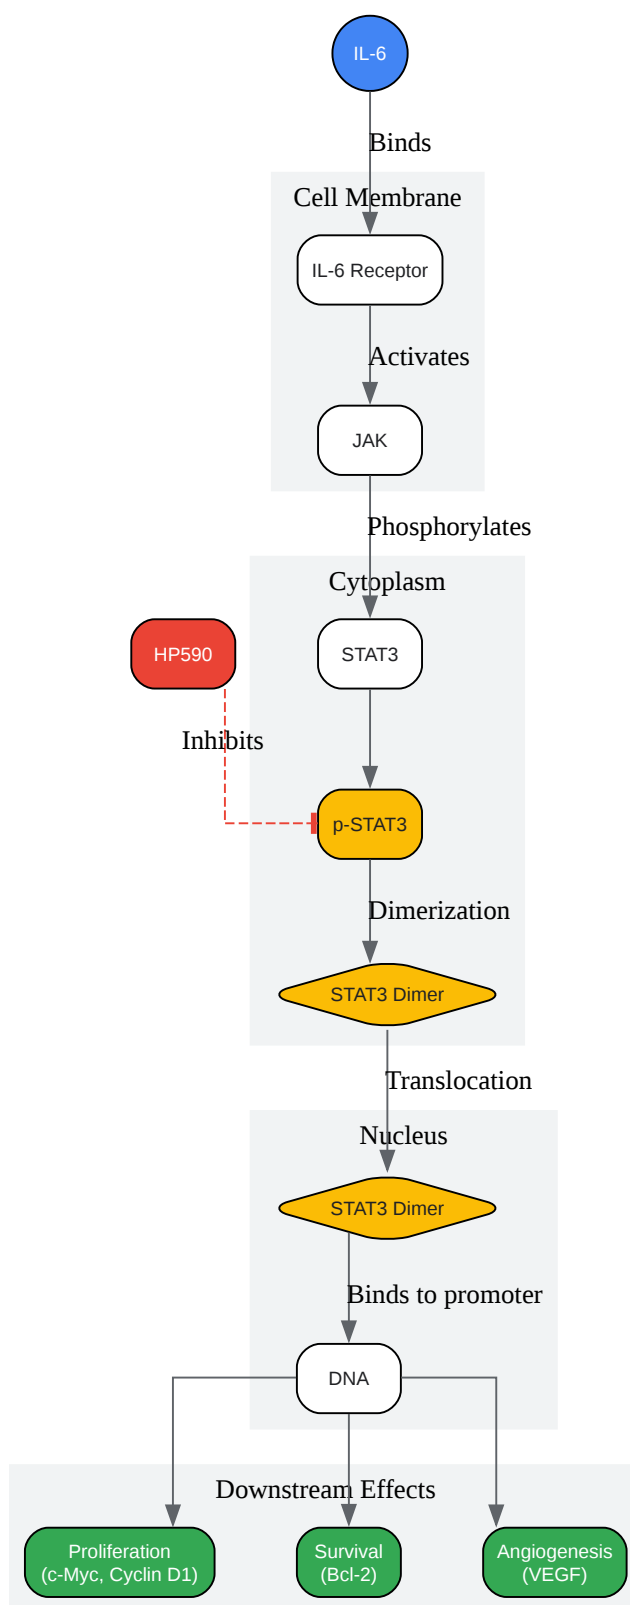 IL-6
Binds
Cell Membrane
IL-6 Receptor
Activates
JAK
Phosphorylates
Cytoplasm
HP590
STAT3
Inhibits
p-STAT3
Dimerization
STAT3 Dimer
Translocation
Nucleus
STAT3 Dimer
Binds to promoter
DNA
Downstream Effects
Proliferation
(c-Myc, Cyclin D1)
Survival
(Bcl-2)
Angiogenesis
(VEGF)